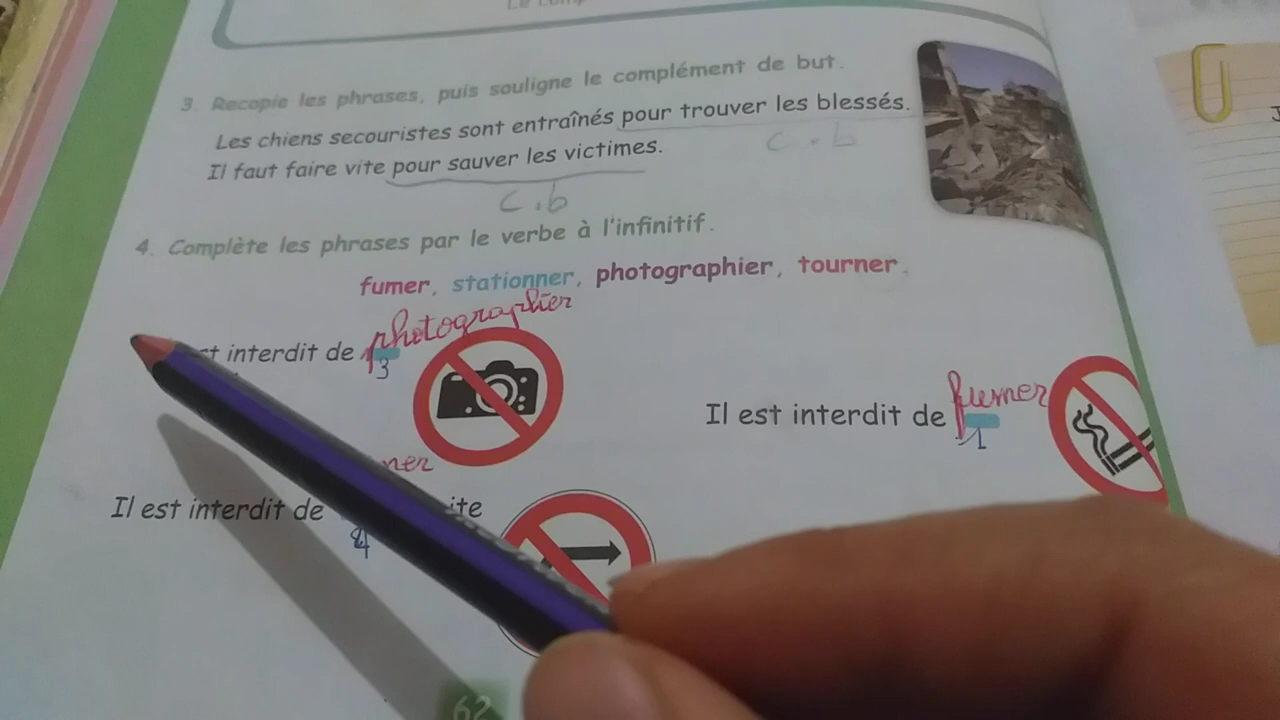 3. Recopie les phrases, puis souligne le complément de but.
Les chiens secouristes sont entraînés pour trouver les blessés.
c.b
Il faut faire vite pour sauver les victimes.
c.b
4. Complète les phrases par le verbe à l'infinitif.
fumer, stationner, photographier, tourner.
interdit de photographier
3
Il est interdit de fumer
1
Il est interdit de
4
62